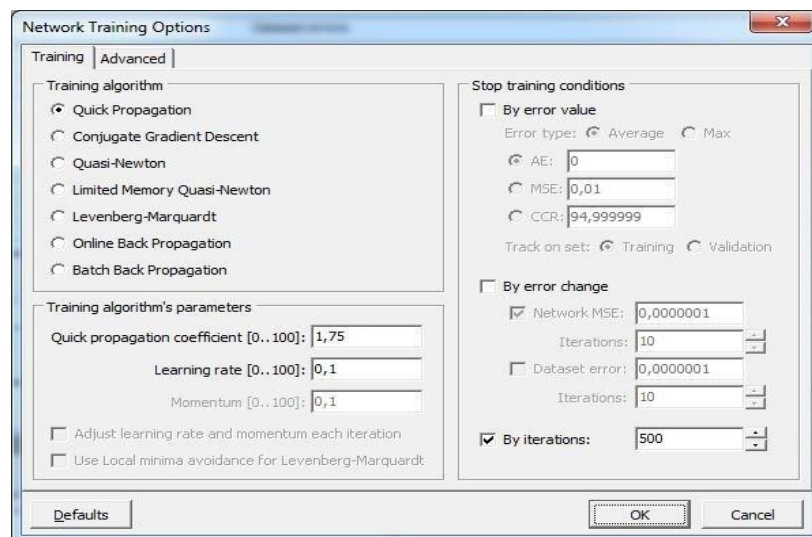 Network Training Options
Training
Advanced
Training algorithm
Quick Propagation
Conjugate Gradient Descent
Quasi-Newton
Limited Memory Quasi-Newton
Levenberg-Marquardt
Online Back Propagation
Batch Back Propagation
Training algorithm's parameters
Quick propagation coefficient [0..100]: 1,75
Learning rate [0..100]: 0,1
Momentum [0..100]: 0,1
Adjust learning rate and momentum each iteration
Use Local minima avoidance for Levenberg-Marquardt
Stop training conditions
By error value
Error type: Average Max
AE: 0
MSE: 0,01
CCR: 94,999999
Track on set: Training Validation
By error change
Network MSE: 0,0000001
Iterations: 10
Dataset error: 0,0000001
Iterations: 10
By iterations: 500
Defaults
OK
Cancel